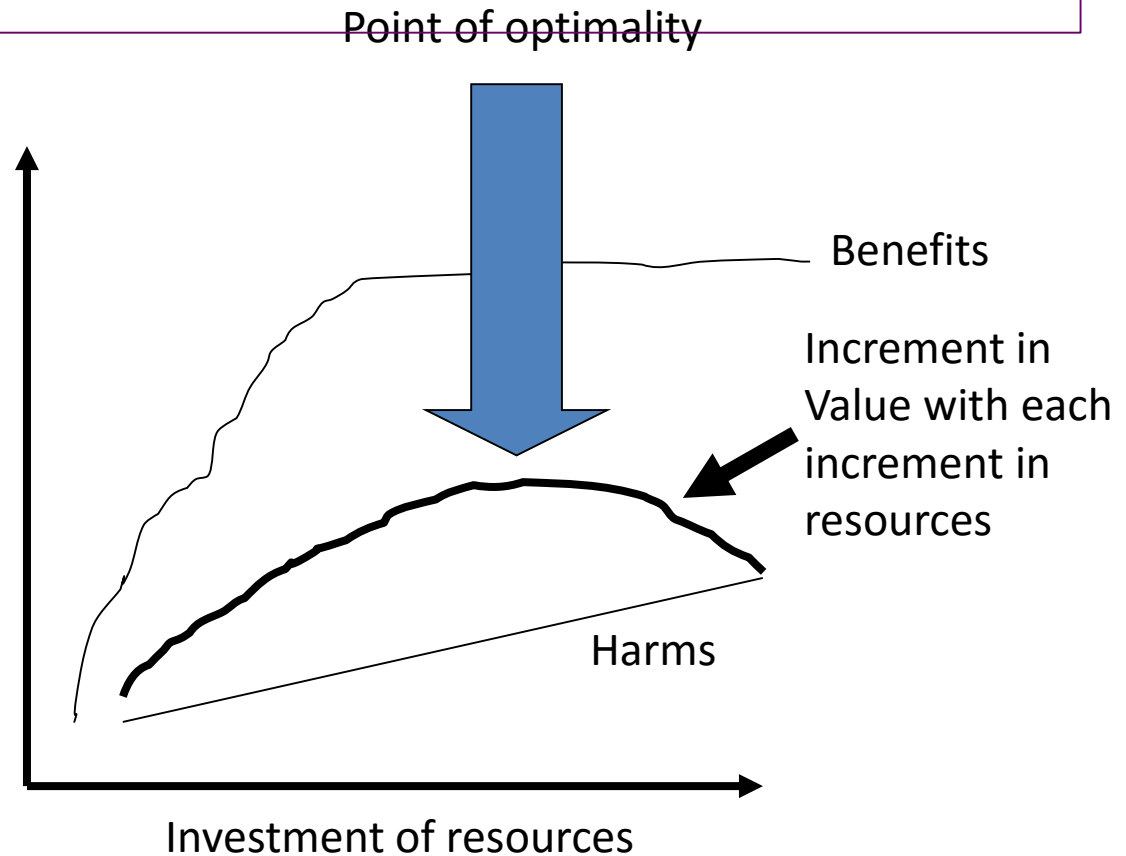 Point of optimality
Benefits
Increment in
Value with each
increment in
resources
Harms
Investment of resources